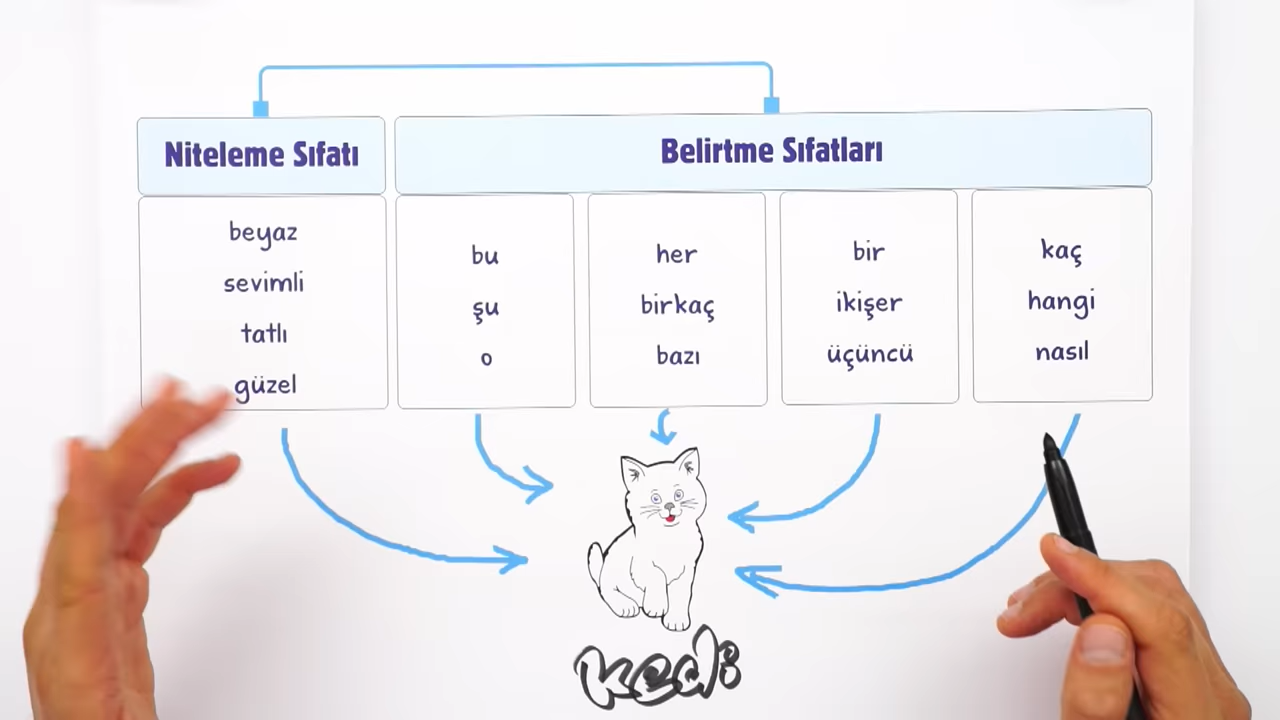 Niteleme Sıfatı
Belirtme Sıfatları
beyaz
sevimli
tatlı
güzel
bu
şu
o
her
birkaç
bazı
bir
ikişer
üçüncü
kaç
hangi
nasıl